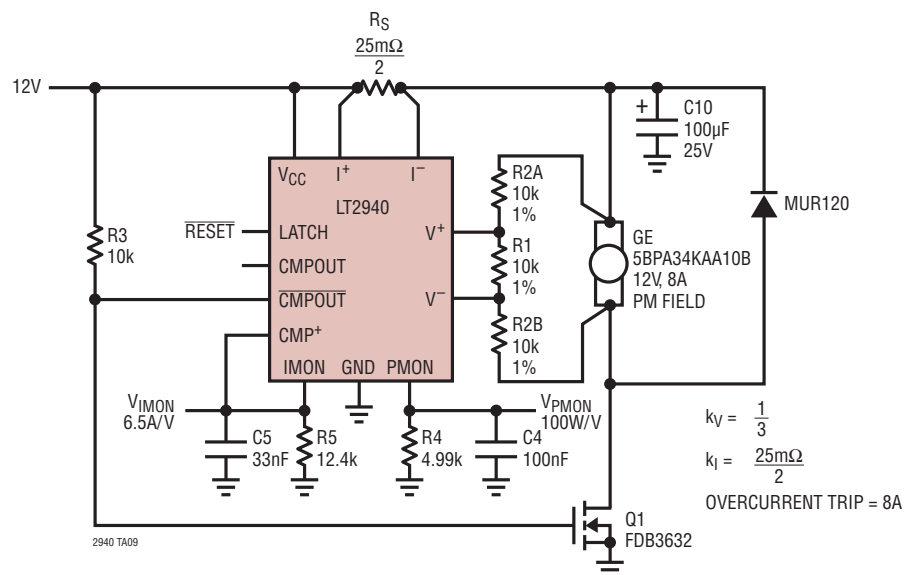 R_S
25mΩ
2
12V
C10
100µF
25V
V_CC
I⁺
I⁻
LT2940
R2A
10k
1%
MUR120
RESET
LATCH
V⁺
R3
10k
R1
10k
1%
GE
5BPA34KAA10B
12V, 8A
PM FIELD
CMPOUT
CMPOUT
V⁻
CMP⁺
R2B
10k
1%
IMON
GND
PMON
V_IMON
6.5A/V
V_PMON
100W/V
C5
33nF
R5
12.4k
R4
4.99k
C4
100nF
k_V = 1
3
k_I = 25mΩ
2
OVERCURRENT TRIP = 8A
Q1
FDB3632
2940 TA09